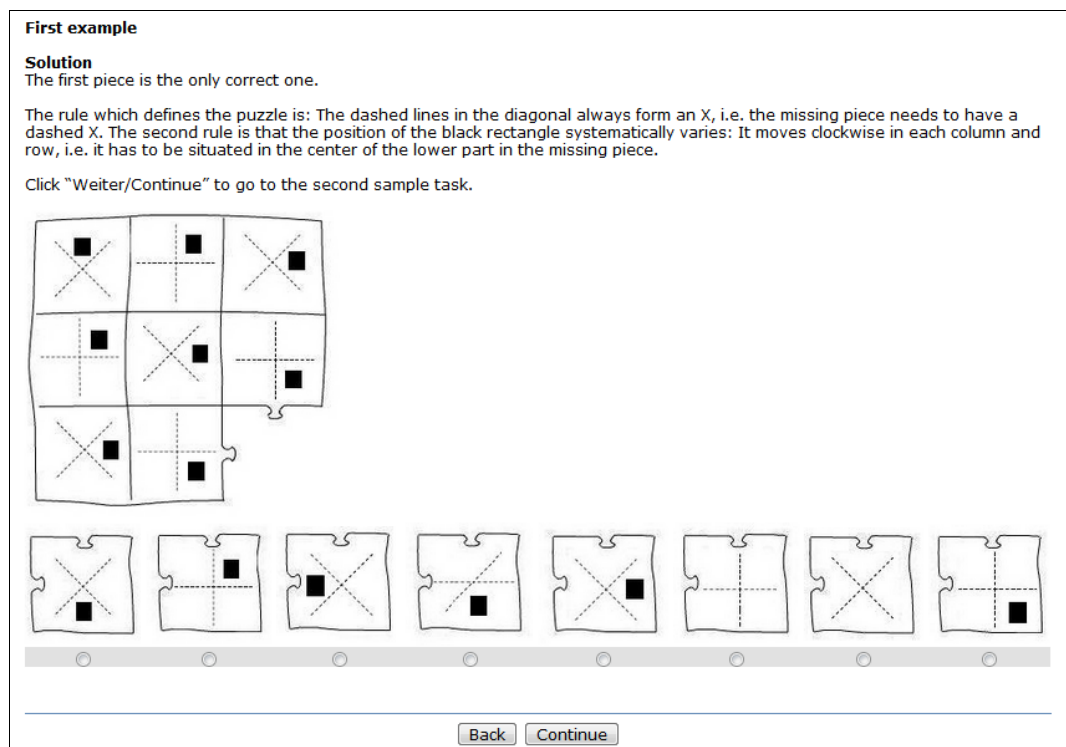 First example
Solution
The first piece is the only correct one.
The rule which defines the puzzle is: The dashed lines in the diagonal always form an X, i.e. the missing piece needs to have a
dashed X. The second rule is that the position of the black rectangle systematically varies: It moves clockwise in each column and
row, i.e. it has to be situated in the center of the lower part in the missing piece.
Click “Weiter/Continue” to go to the second sample task.
Back Continue